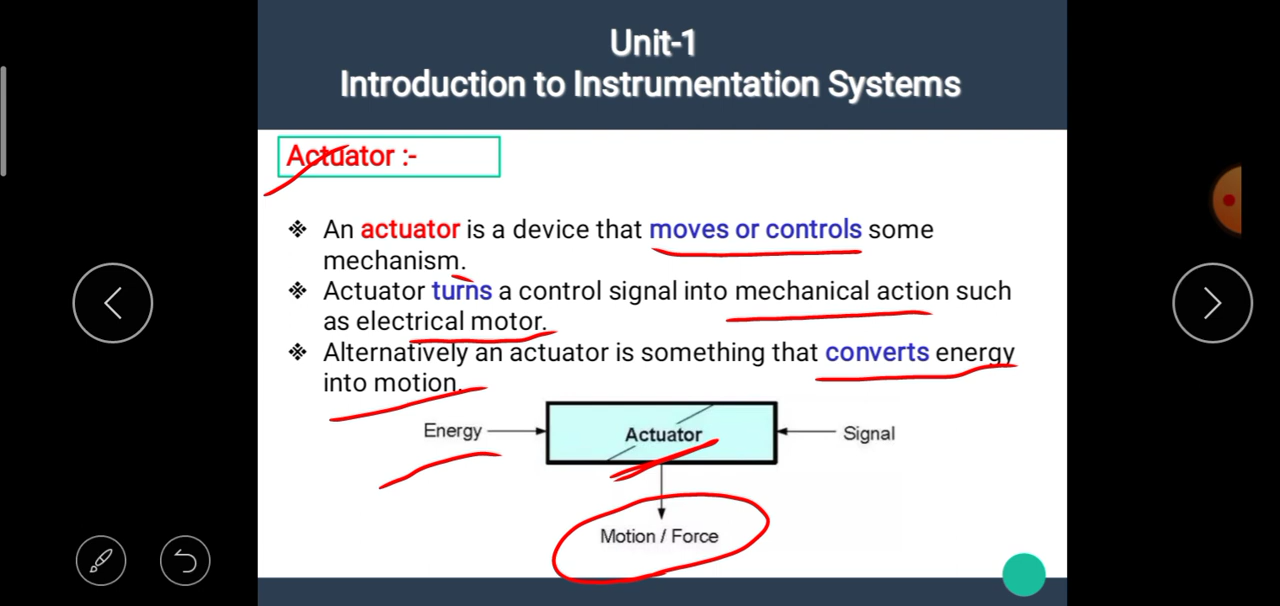 Unit-1
Introduction to Instrumentation Systems
Actuator :-
❖ An actuator is a device that moves or controls some
mechanism.
❖ Actuator turns a control signal into mechanical action such
as electrical motor.
❖ Alternatively an actuator is something that converts energy
into motion.
Energy
Actuator
Signal
Motion / Force